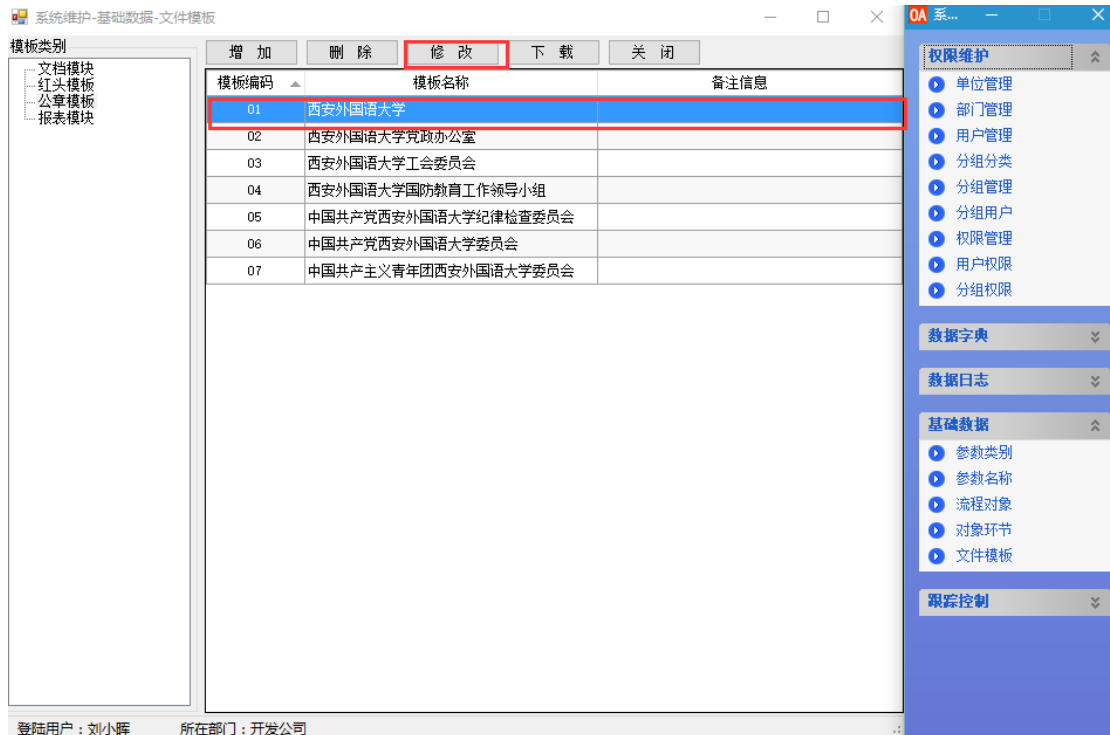 系统维护-基础数据-文件模板
模板类别
文档模块
红头模板
公章模板
报表模块
增 加 删 除 修 改 下 载 关 闭
模板编码 模板名称 备注信息
01 西安外国语大学
02 西安外国语大学党政办公室
03 西安外国语大学工会委员会
04 西安外国语大学国防教育工作领导小组
05 中国共产党西安外国语大学纪律检查委员会
06 中国共产党西安外国语大学委员会
07 中国共产主义青年团西安外国语大学委员会
登陆用户：刘小晖 所在部门：开发公司
OA 系...
权限维护
单位管理
部门管理
用户管理
分组分类
分组管理
分组用户
权限管理
用户权限
分组权限
数据字典
数据日志
基础数据
参数类别
参数名称
流程对象
对象环节
文件模板
跟踪控制